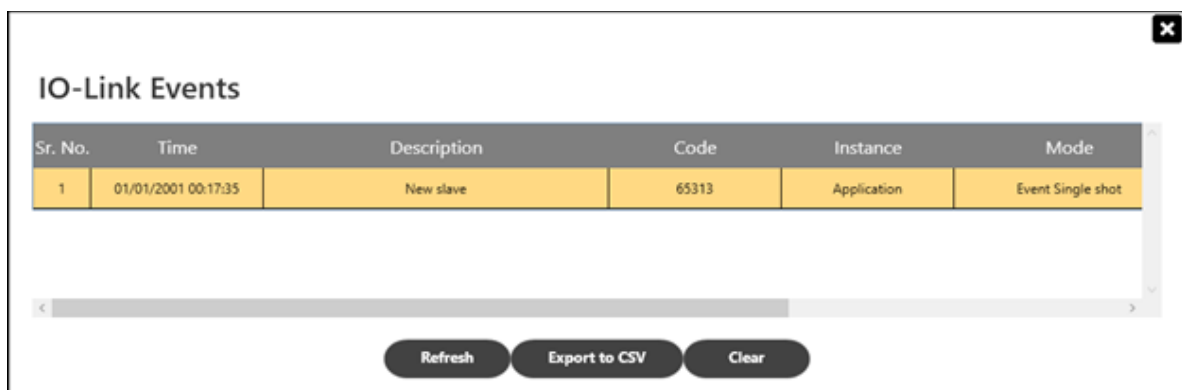 IO-Link Events
Sr. No. Time Description Code Instance Mode
1 01/01/2001 00:17:35 New slave 65313 Application Event Single shot
Refresh Export to CSV Clear